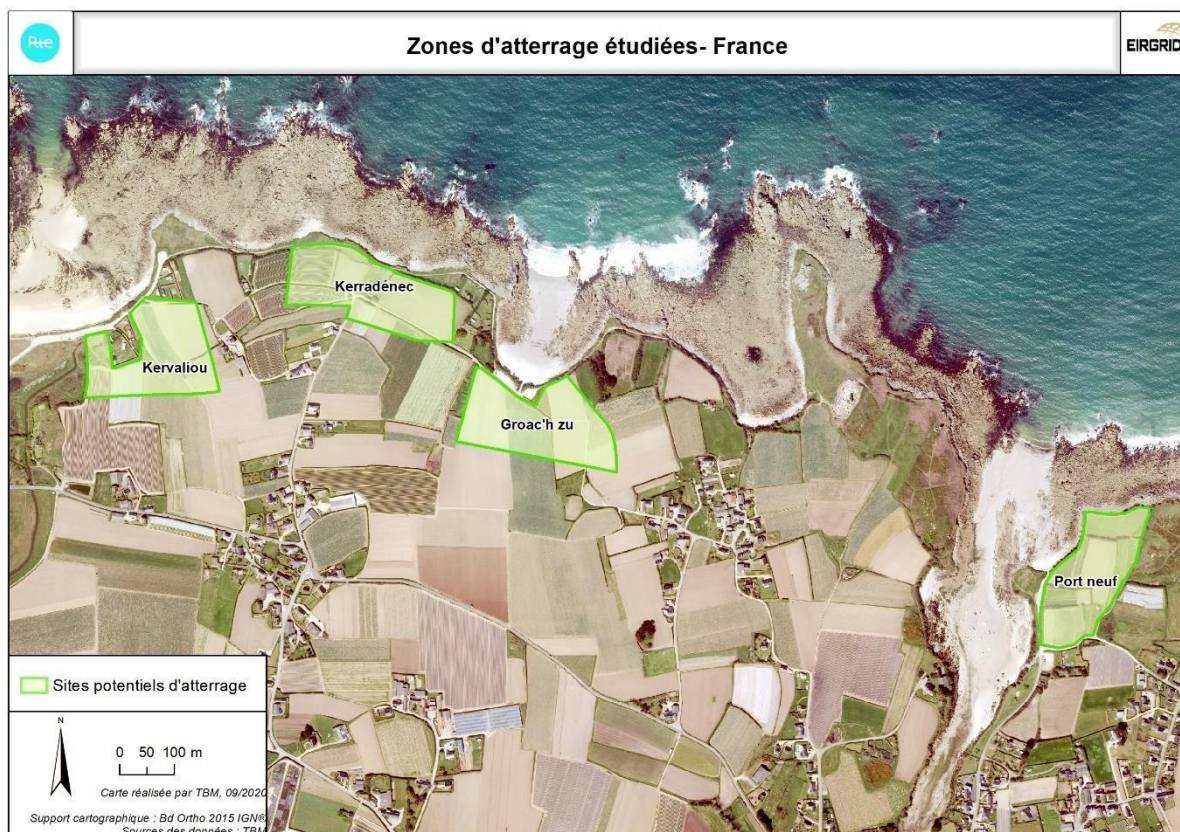 Rte
Zones d'atterrage étudiées- France
EIRGRID
Kerradénec
Kervaliou
Groac'h zu
Port neuf
Sites potentiels d'atterrage
N
0 50 100 m
Carte réalisée par TBM, 09/2020
Support cartographique : Bd Ortho 2015 IGN®
Sources des données : TBM